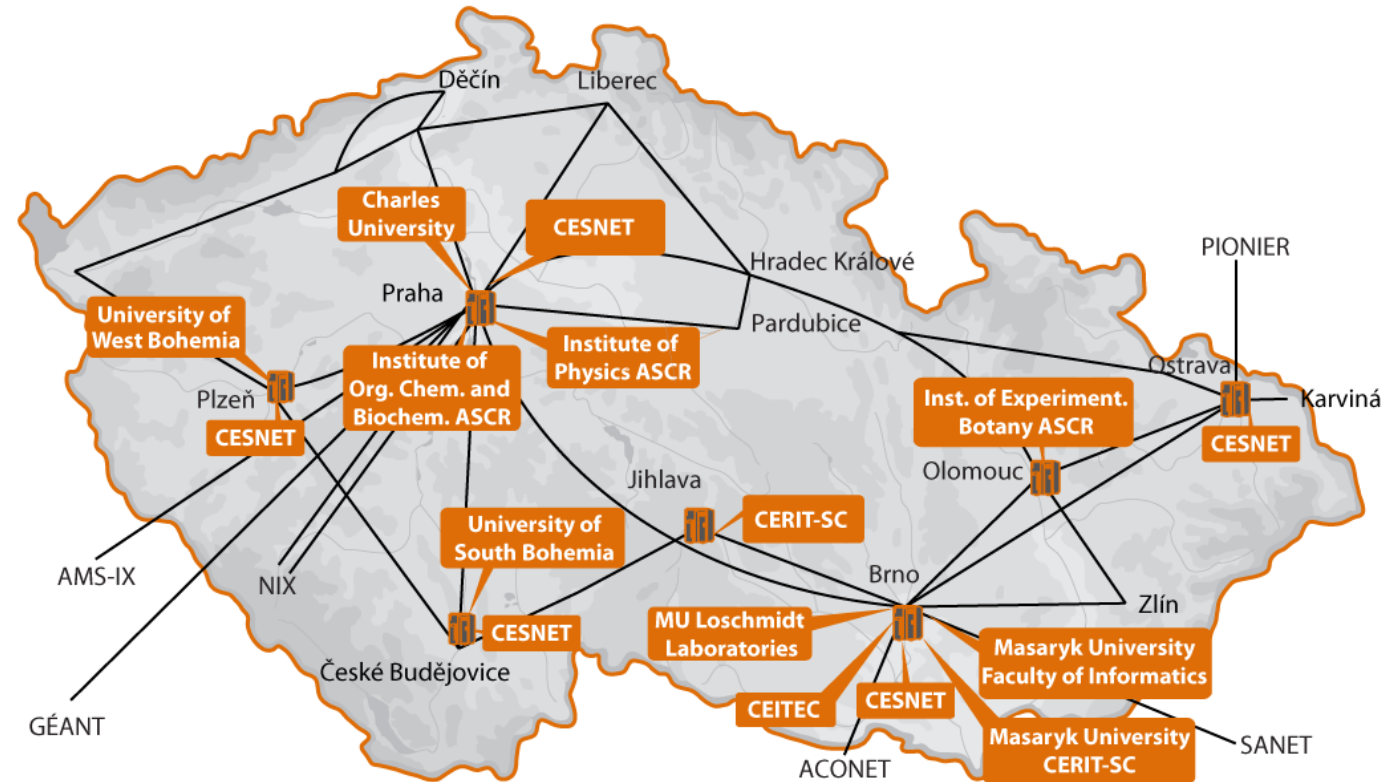 Děčín
Liberec
Charles
University
CESNET
PIONIER
Hradec Králové
Praha
Pardubice
University of
West Bohemia
Institute of
Physics ASCR
Institute of
Org. Chem. and
Biochem. ASCR
Ostrava
Karviná
Plzeň
Inst. of Experiment.
Botany ASCR
CESNET
CESNET
Olomouc
Jihlava
University of
South Bohemia
CERIT-SC
AMS-IX
NIX
Brno
Zlín
MU Loschmidt
Laboratories
CESNET
Masaryk University
Faculty of Informatics
České Budějovice
CEITEC
CESNET
GÉANT
Masaryk University
CERIT-SC
SANET
ACONET